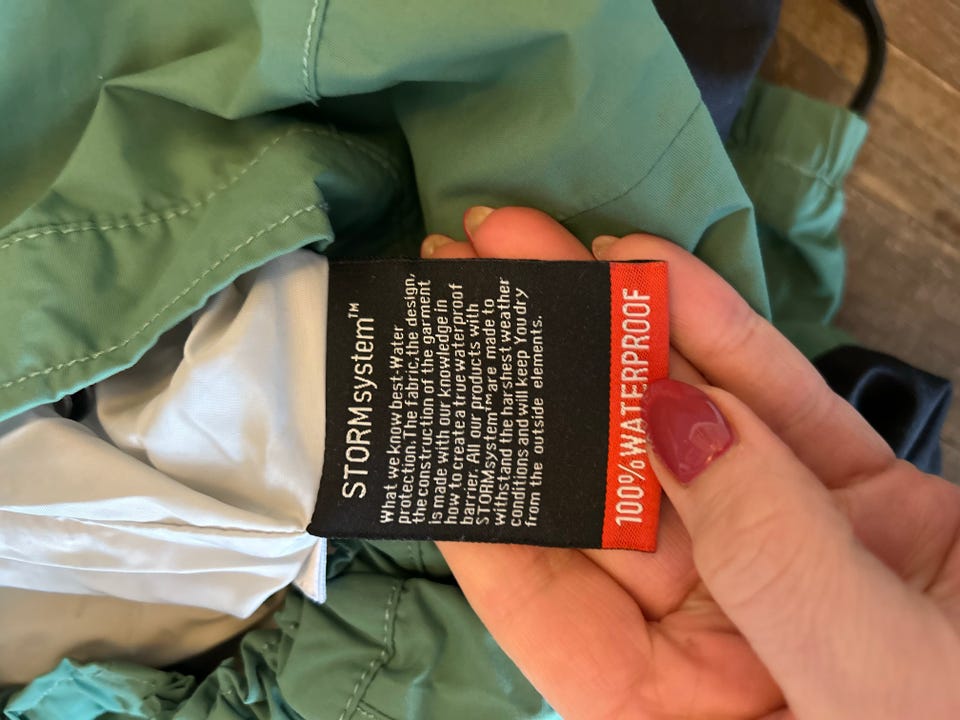 STORMsystem™
What we know best-Water
protection. The fabric, the design,
the construction of the garment
is made with our knowledge in
how to create a true waterproof
barrier. All our products with
STORMsystem™ are made to
withstand the harshest weather
conditions and will keep You dry
from the outside elements.
100% WATERPROOF